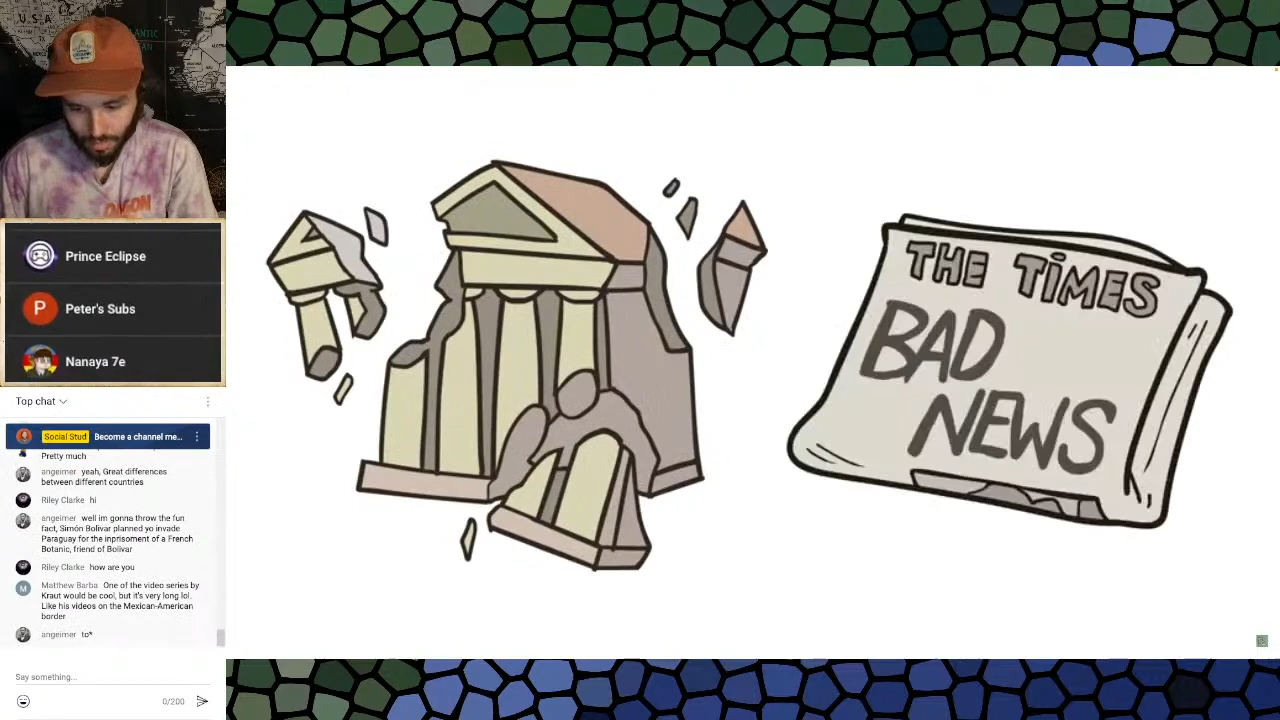 U.S.A
ATLANTIC
OCEAN
Prince Eclipse
P Peter's Subs
Nanaya 7e
Top chat
Social Stud Become a channel me...
Pretty much
angeimer yeah, Great differences
between different countries
Riley Clarke hi
angeimer well im gonna throw the fun
fact, Simón Bolivar planned yo invade
Paraguay for the inprisoment of a French
Botanic, friend of Bolivar
Riley Clarke how are you
M Matthew Barba One of the video series by
Kraut would be cool, but it's very long lol.
Like his videos on the Mexican-American
border
angeimer to*
Say something...
0/200
THE TiMES
BAD
NEWS